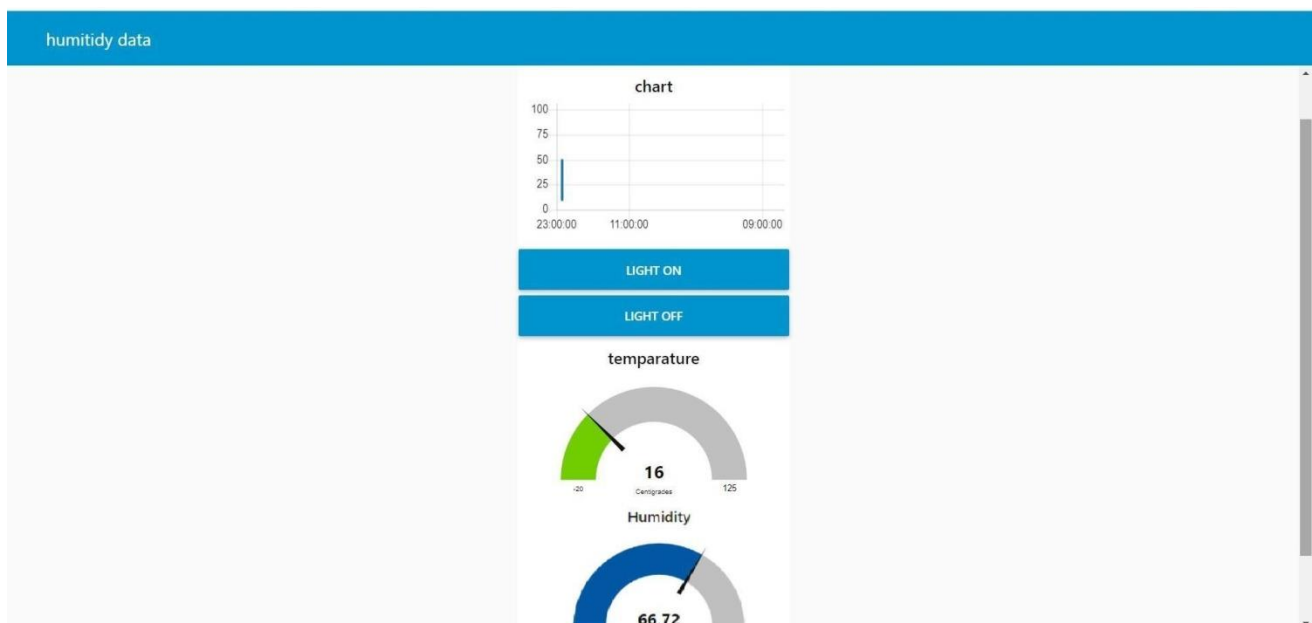 humitidy data
chart
100
75
50
25
0
23:00:00 11:00:00 09:00:00
LIGHT ON
LIGHT OFF
temparature
16
-20 Centigrades 125
Humidity
66.72